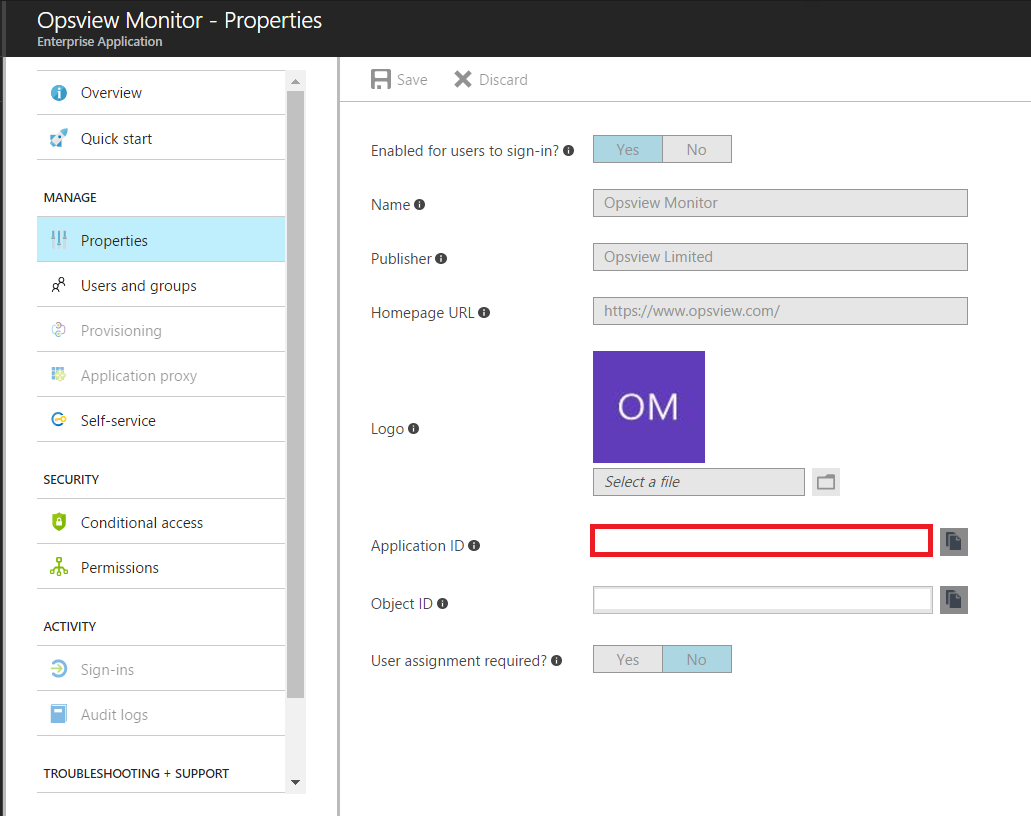 Opsview Monitor - Properties
Enterprise Application
Overview
Quick start
MANAGE
Properties
Users and groups
Provisioning
Application proxy
Self-service
SECURITY
Conditional access
Permissions
ACTIVITY
Sign-ins
Audit logs
TROUBLESHOOTING + SUPPORT
Save Discard
Enabled for users to sign-in? Yes No
Name Opsview Monitor
Publisher Opsview Limited
Homepage URL https://www.opsview.com/
OM
Logo
Select a file
Application ID
Object ID
User assignment required? Yes No